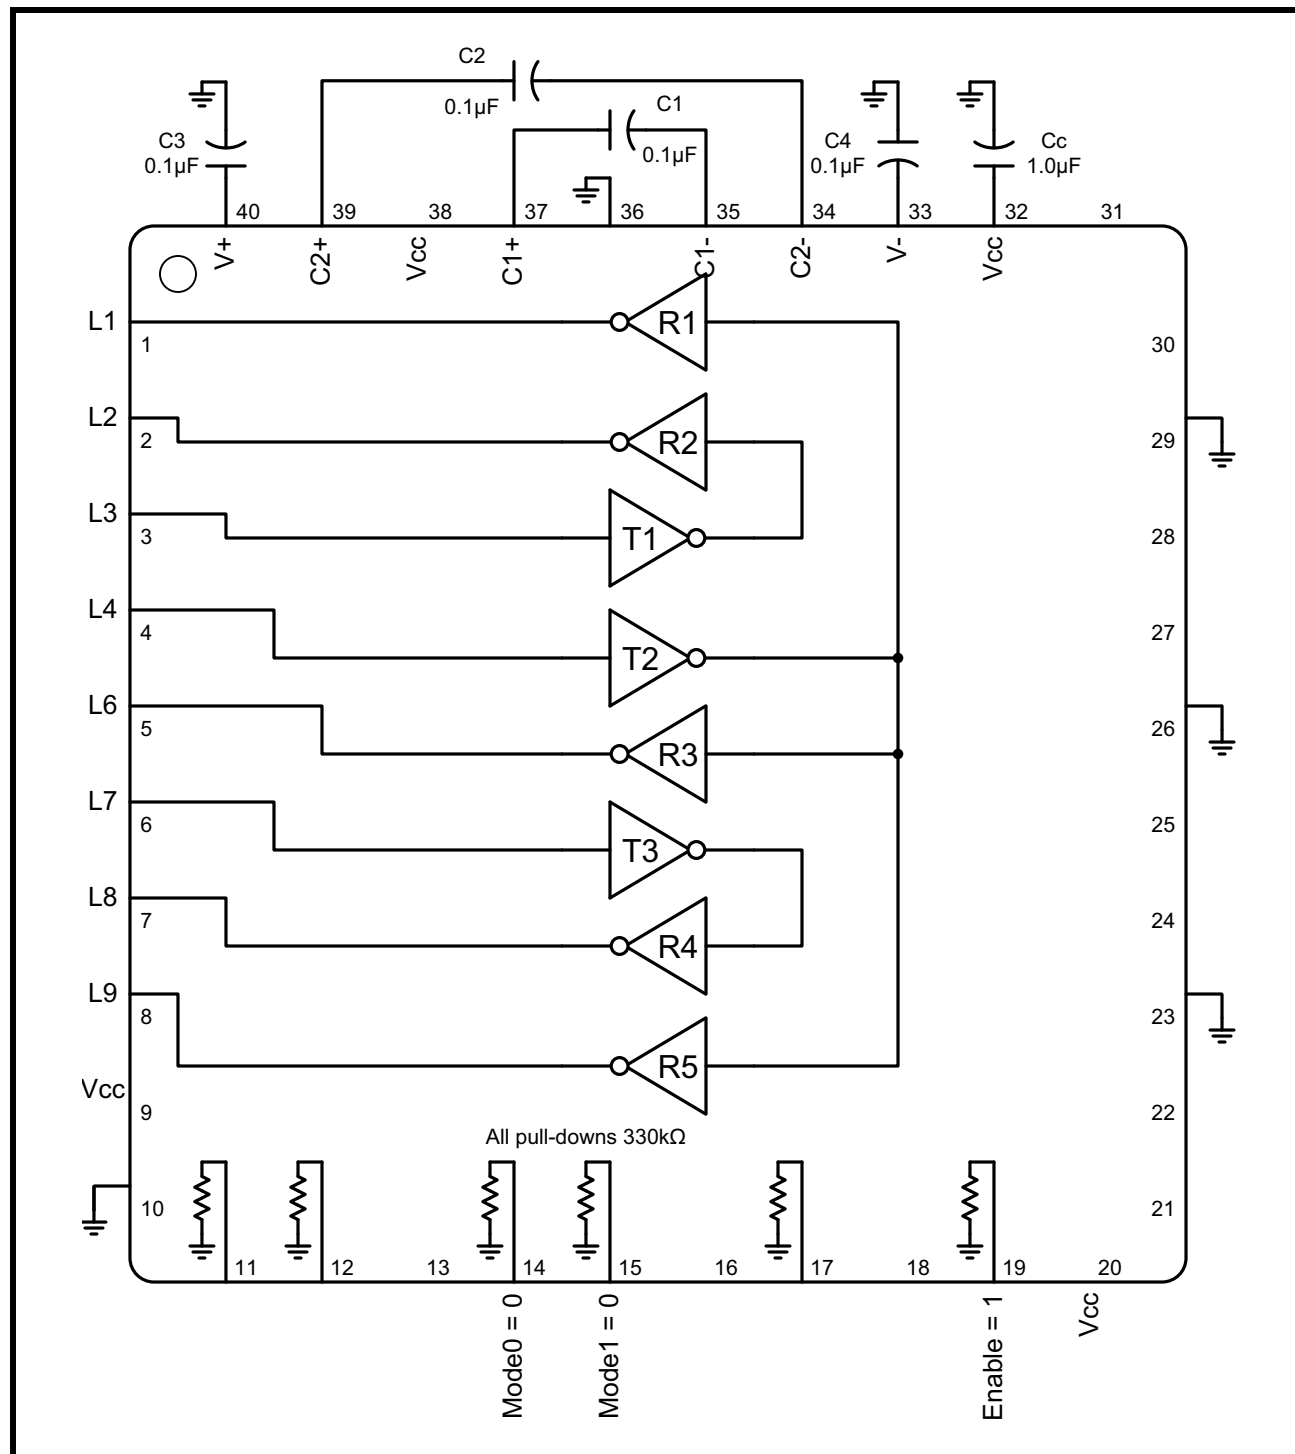 C2
0.1µF
C1
0.1µF
C3
0.1µF
C4
0.1µF
Cc
1.0µF
40 39 38 37 36 35 34 33 32 31
V+ C2+ Vcc C1+ C1- C2- V- Vcc
L1
1
R1
30
L2
2
R2
29
L3
3
T1
28
L4
4
T2
27
L6
5
R3
26
L7
6
T3
25
L8
7
R4
24
L9
8
R5
23
Vcc
9
22
All pull-downs 330kΩ
10
21
11 12 13 14 15 16 17 18 19 20
Mode0 = 0
Mode1 = 0
Enable = 1
Vcc